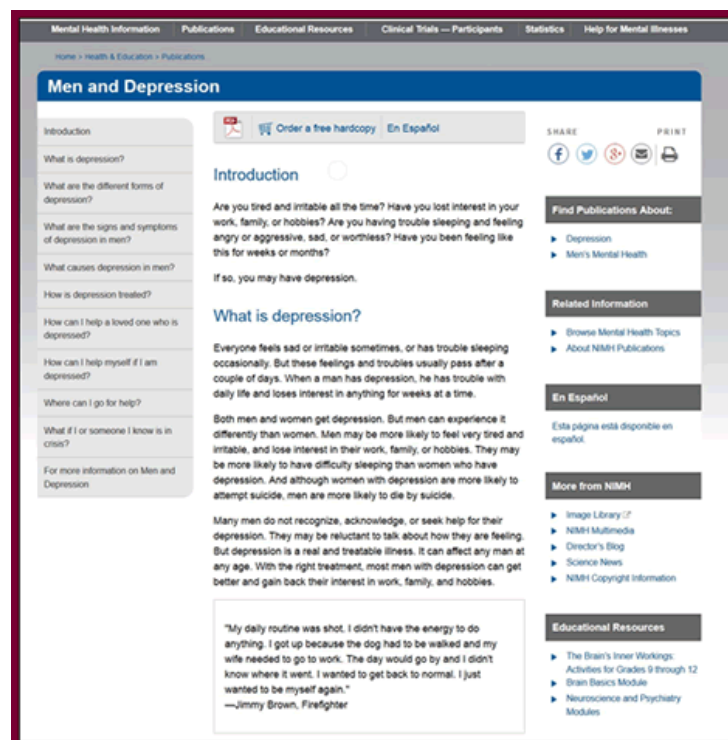 Mental Health Information Publications Educational Resources Clinical Trials — Participants Statistics Help for Mental Illnesses
Home > Health & Education > Publications
Men and Depression
Introduction
What is depression?
What are the different forms of
depression?
What are the signs and symptoms
of depression in men?
What causes depression in men?
How is depression treated?
How can I help a loved one who is
depressed?
How can I help myself if I am
depressed?
Where can I go for help?
What if I or someone I know is in
crisis?
For more information on Men and
Depression
Order a free hardcopy En Español
Introduction
Are you tired and irritable all the time? Have you lost interest in your
work, family, or hobbies? Are you having trouble sleeping and feeling
angry or aggressive, sad, or worthless? Have you been feeling like
this for weeks or months?
If so, you may have depression.
What is depression?
Everyone feels sad or irritable sometimes, or has trouble sleeping
occasionally. But these feelings and troubles usually pass after a
couple of days. When a man has depression, he has trouble with
daily life and loses interest in anything for weeks at a time.
Both men and women get depression. But men can experience it
differently than women. Men may be more likely to feel very tired and
irritable, and lose interest in their work, family, or hobbies. They may
be more likely to have difficulty sleeping than women who have
depression. And although women with depression are more likely to
attempt suicide, men are more likely to die by suicide.
Many men do not recognize, acknowledge, or seek help for their
depression. They may be reluctant to talk about how they are feeling.
But depression is a real and treatable illness. It can affect any man at
any age. With the right treatment, most men with depression can get
better and gain back their interest in work, family, and hobbies.
"My daily routine was shot. I didn't have the energy to do
anything. I got up because the dog had to be walked and my
wife needed to go to work. The day would go by and I didn't
know where it went. I wanted to get back to normal. I just
wanted to be myself again."
—Jimmy Brown, Firefighter
SHARE PRINT
Find Publications About:
Depression
Men's Mental Health
Related Information
Browse Mental Health Topics
About NIMH Publications
En Español
Esta página está disponible en
español.
More from NIMH
Image Library
NIMH Multimedia
Director's Blog
Science News
NIMH Copyright Information
Educational Resources
The Brain's Inner Workings:
Activities for Grades 9 through 12
Brain Basics Module
Neuroscience and Psychiatry
Modules